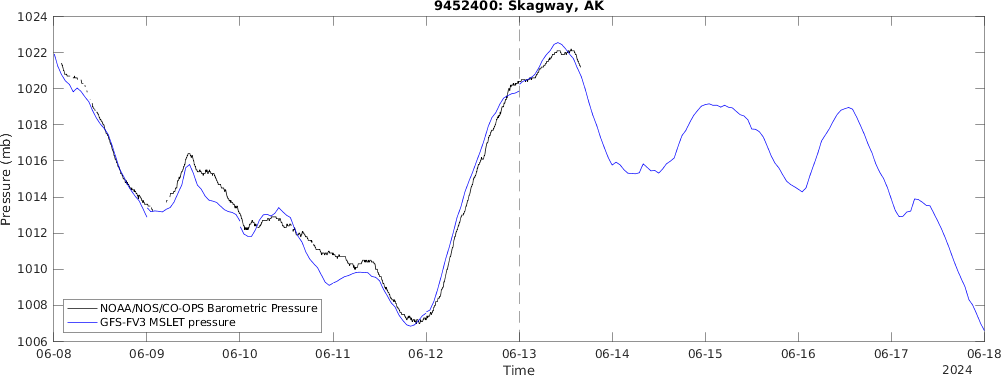 9452400: Skagway, AK
Pressure (mb)
1024
1022
1020
1018
1016
1014
1012
1010
1008
1006
NOAA/NOS/CO-OPS Barometric Pressure
GFS-FV3 MSLET pressure
06-08 06-09 06-10 06-11 06-12 06-13 06-14 06-15 06-16 06-17 06-18
Time
2024